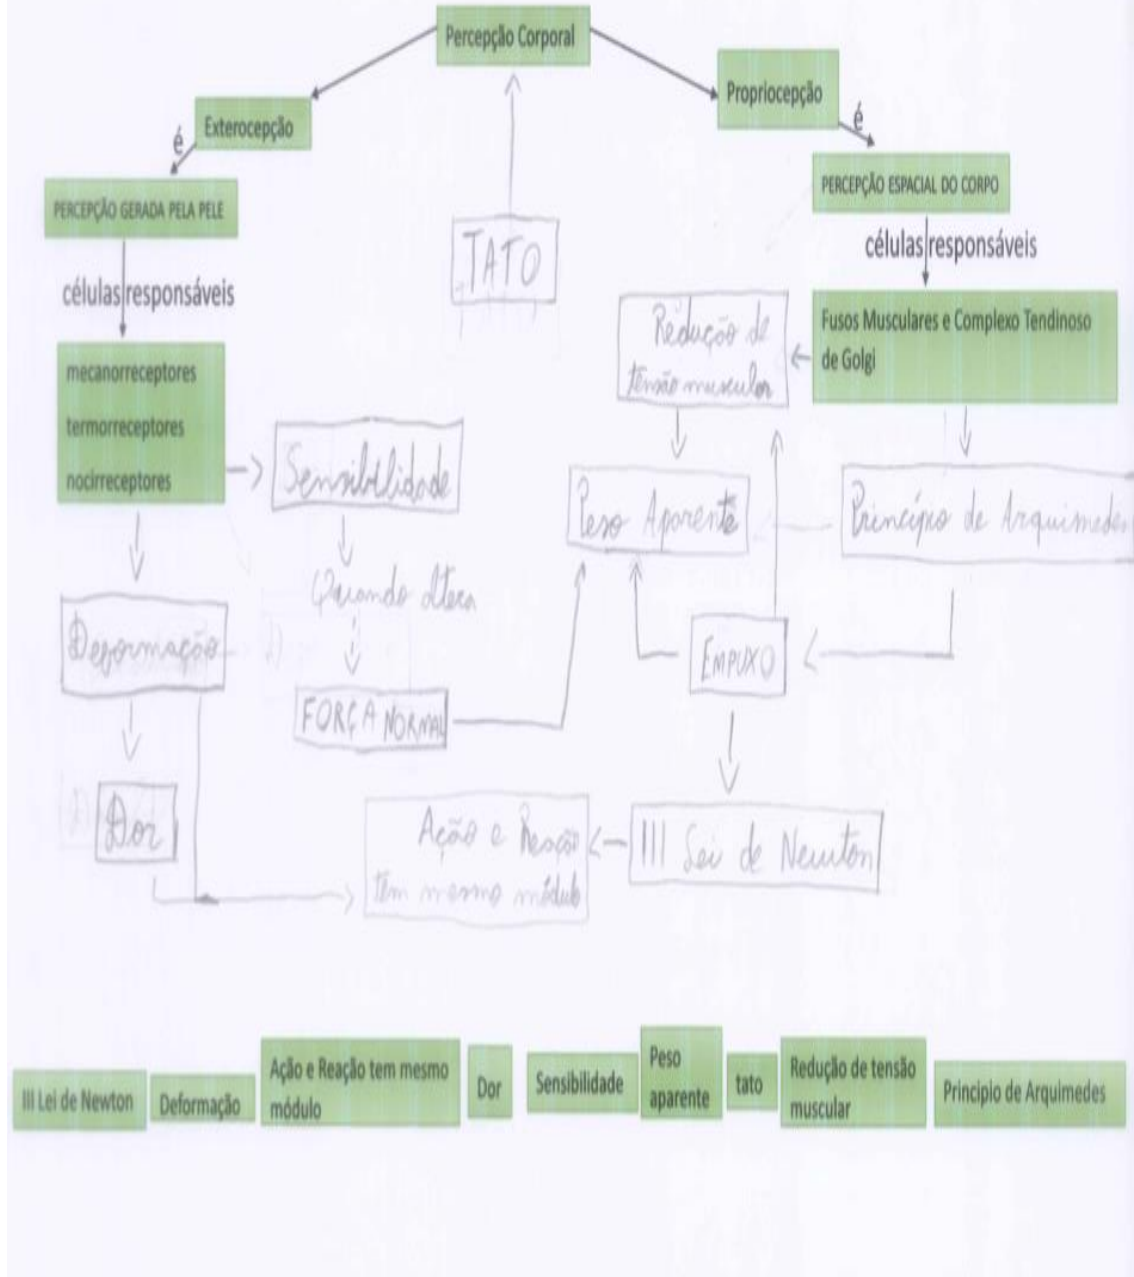 Percepção Corporal
Propriocepção
Exterocepção
é
é
PERCEPÇÃO GERADA PELA PELE
PERCEPÇÃO ESPACIAL DO CORPO
TATO
células responsáveis
células responsáveis
Redução de
tensão muscular
Fusos Musculares e Complexo Tendinoso
de Golgi
mecanorreceptores
termorreceptores
nocirreceptores
Sensibilidade
Peso Aparente
Principio de Arquimedes
Quando altera
Deformação
EMPUXO
FORÇA NORMAL
Dor
Ação e Reação
têm mesmo módulo
III Lei de Newton
III Lei de Newton
Deformação
Ação e Reação tem mesmo
módulo
Dor
Sensibilidade
Peso
aparente
tato
Redução de tensão
muscular
Principio de Arquimedes